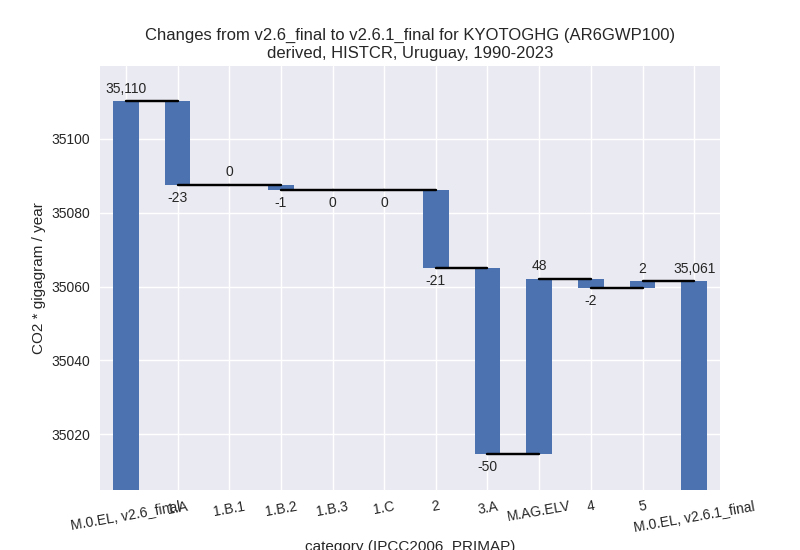 Changes from v2.6_final to v2.6.1_final for KYOTOGHG (AR6GWP100)
derived, HISTCR, Uruguay, 1990-2023
35,110
-23
0
-1
0
0
-21
-50
48
-2
2
35,061
35100
35080
35060
35040
35020
CO2 * gigagram / year
M.0.EL, v2.6_final
1.A
1.B.1
1.B.2
1.B.3
1.C
2
3.A
M.AG.ELV
4
5
M.0.EL, v2.6.1_final
category (IPCC2006_PRIMAP)